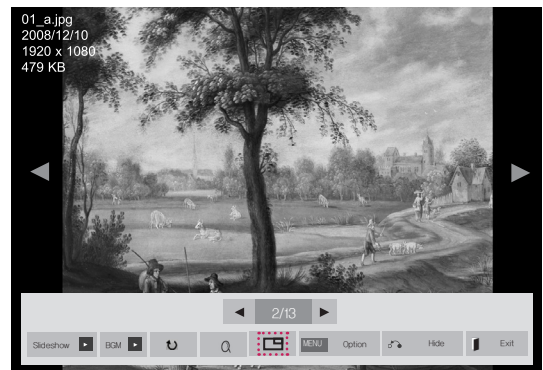 01_a.jpg
2008/12/10
1920 x 1080
479 KB
2/13
Slideshow BGM MENU Option Hide Exit